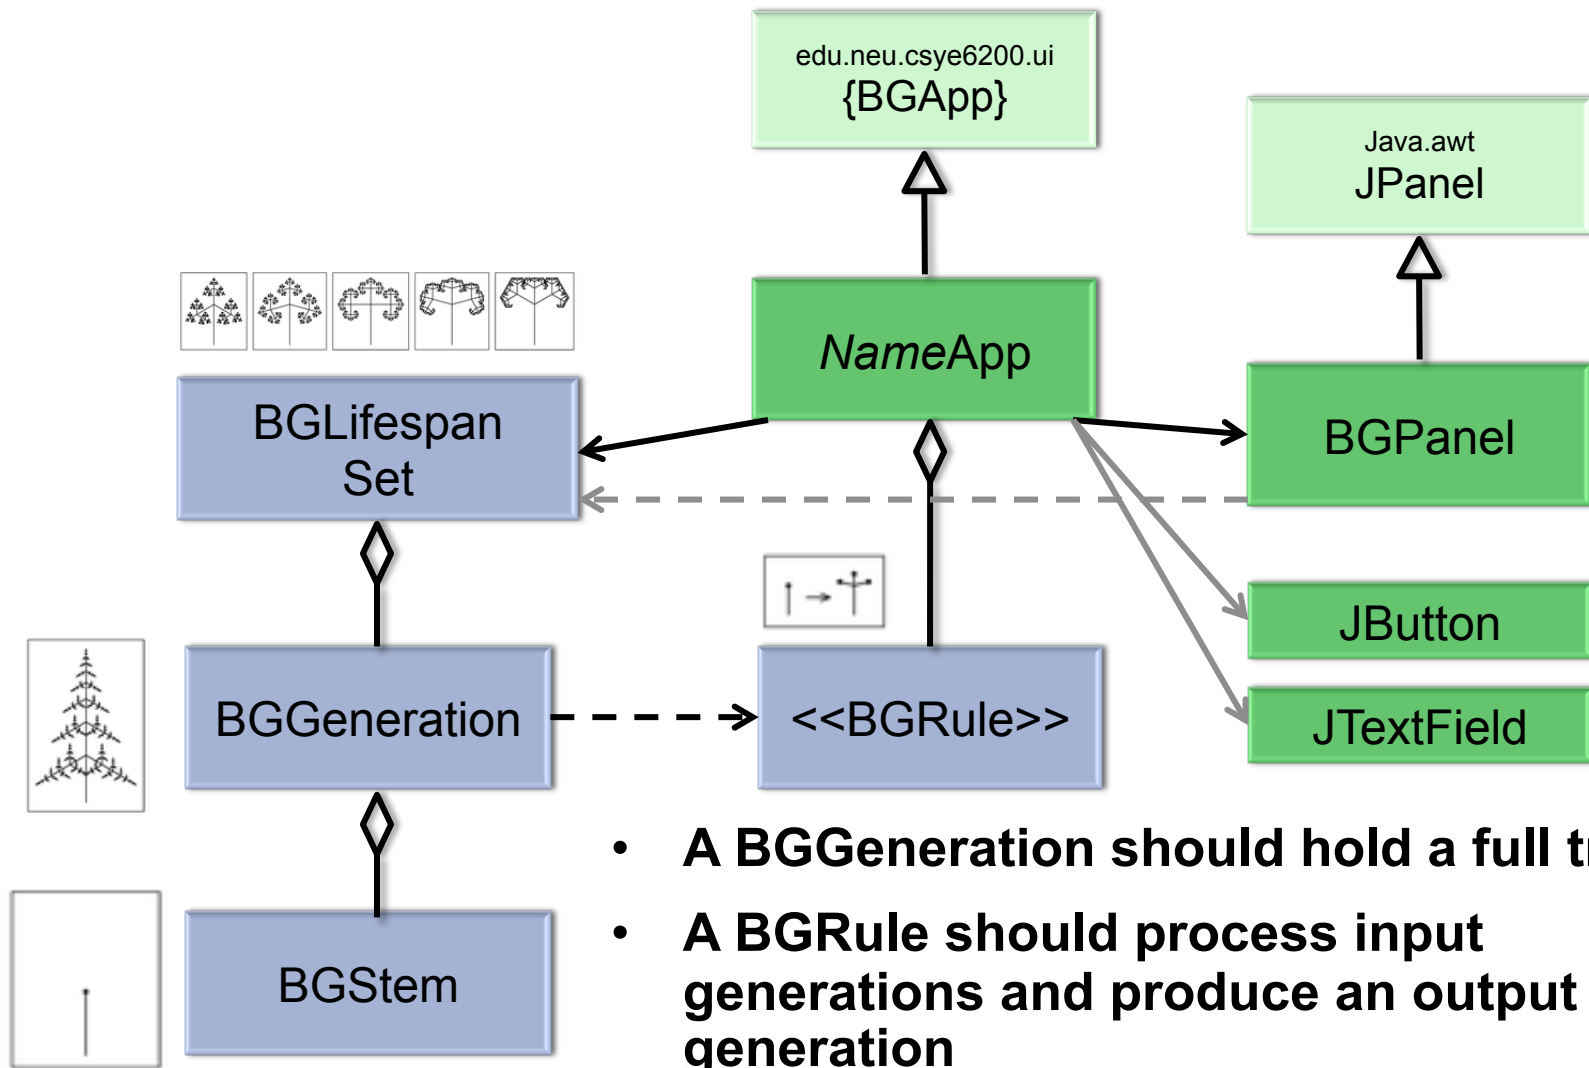 edu.neu.csye6200.ui
{BGApp}
Java.awt
JPanel
NameApp
BGLifespan
Set
BGPanel
JButton
BGGeneration
<<BGRule>>
JTextField
• A BGGeneration should hold a full
• A BGRule should process input
generations and produce an output
generation
BGStem